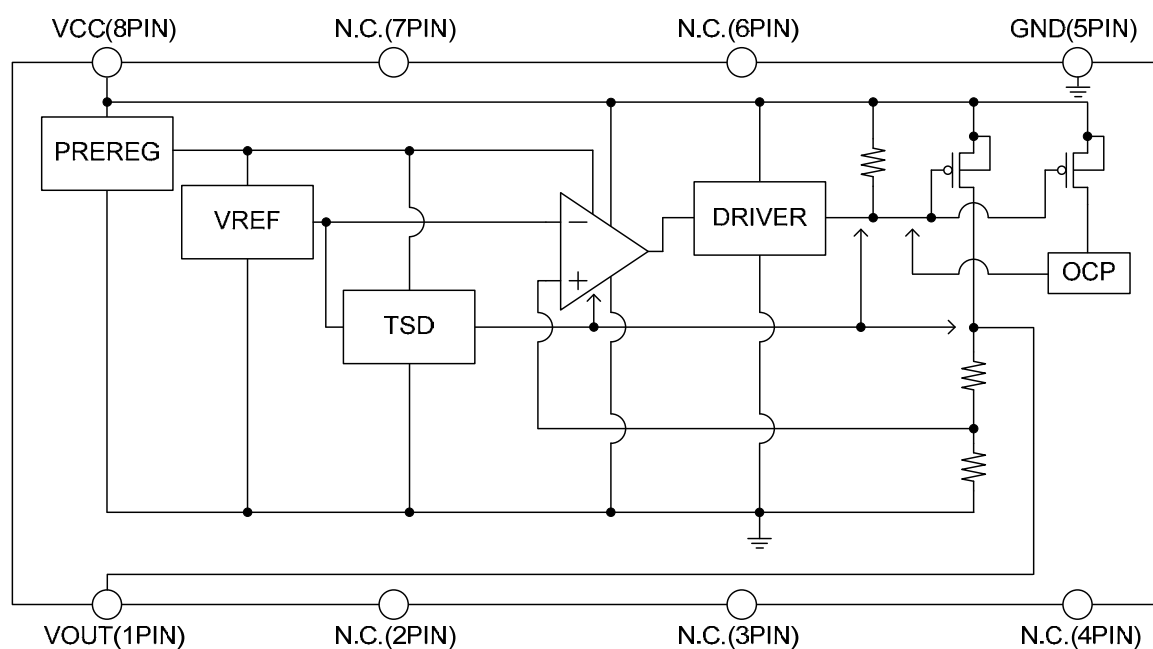 VCC(8PIN)
N.C.(7PIN)
N.C.(6PIN)
GND(5PIN)
PREREG
VREF
DRIVER
OCP
TSD
VOUT(1PIN)
N.C.(2PIN)
N.C.(3PIN)
N.C.(4PIN)